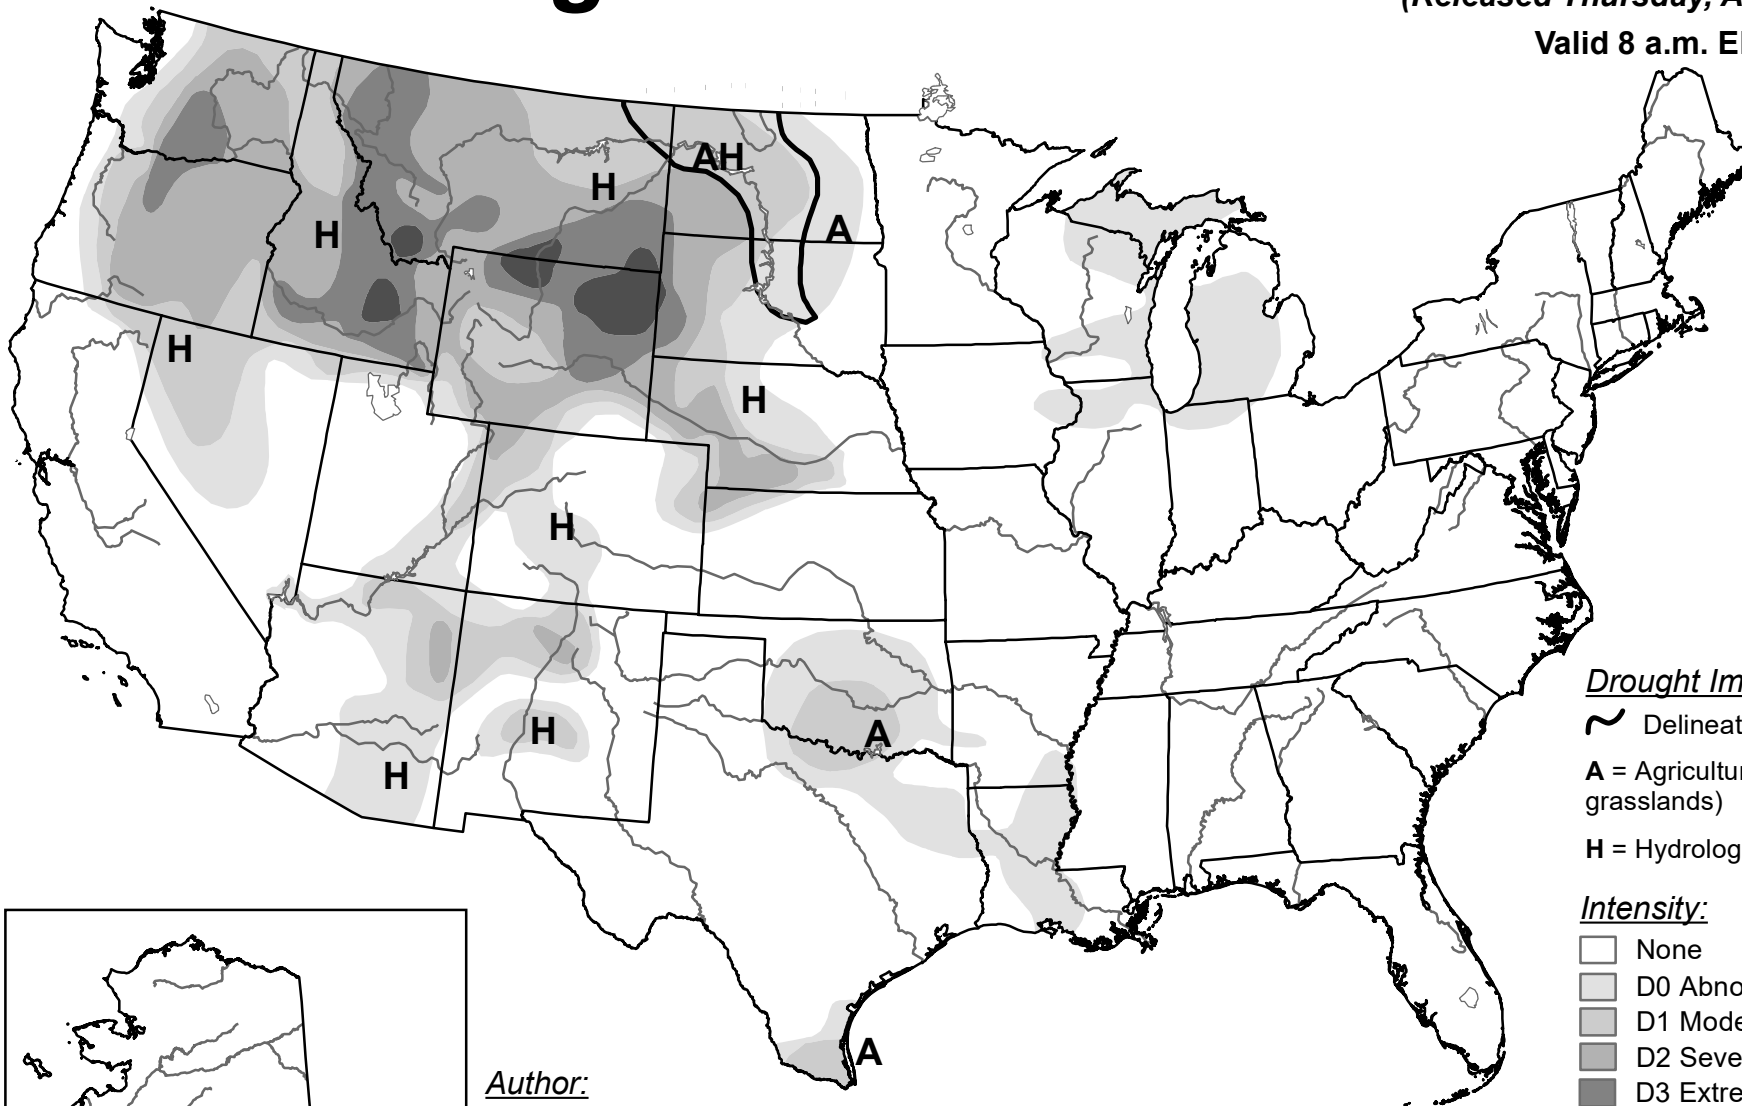 (Released Thursday, A
Valid 8 a.m. E
AH
H
A
H
H
H
H
H
A
H
A
Drought Im
Delineat
A = Agricultur
grasslands)
H = Hydrolog
Intensity:
None
D0 Abno
D1 Mode
D2 Seve
D3 Extre
Author: